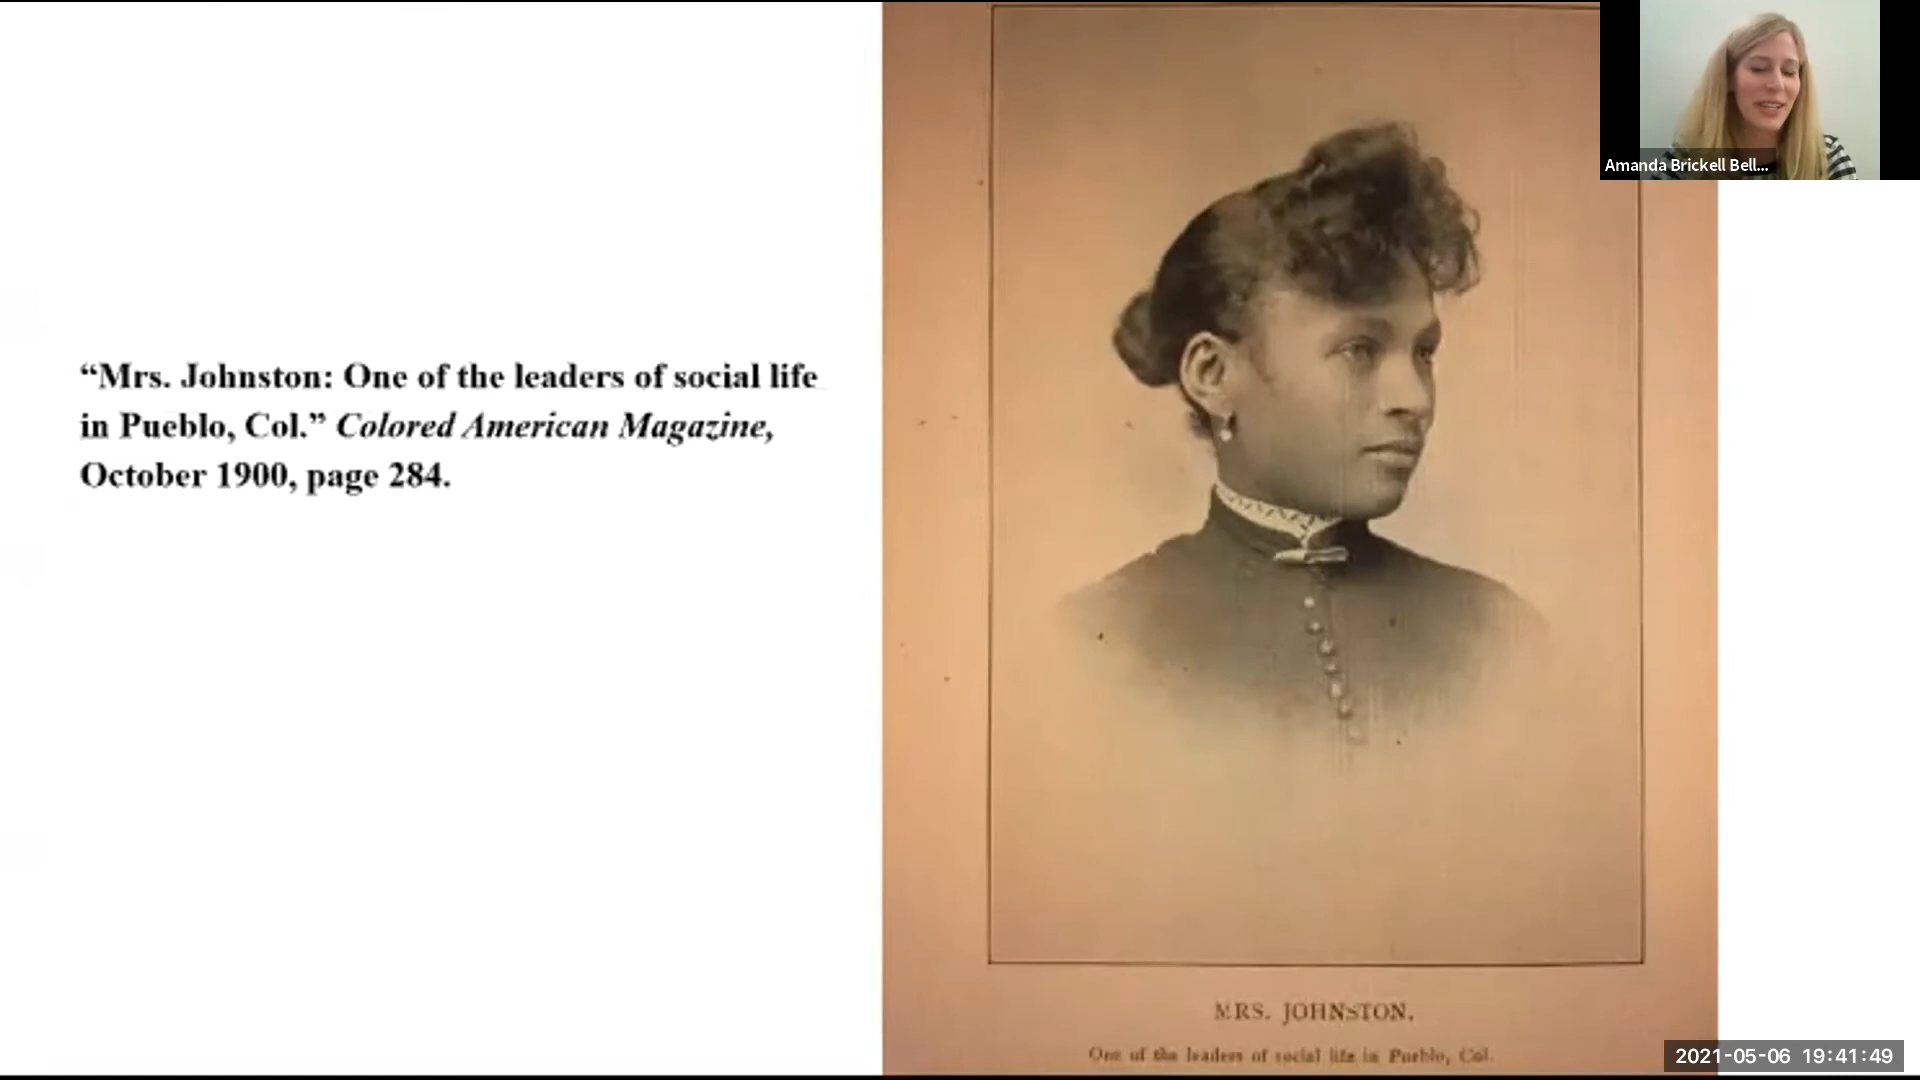 Amanda Brickell Bell...
“Mrs. Johnston: One of the leaders of social life
in Pueblo, Col.” Colored American Magazine,
October 1900, page 284.
MRS. JOHNSTON,
One of the leaders of social life in Pueblo, Col.
2021-05-06 19:41:49